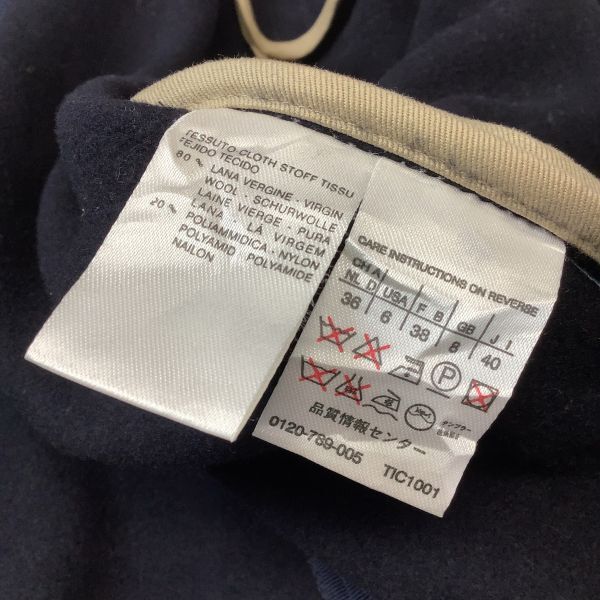 TESSUTO CLOTH STOFF TISSU
TEJIDO TECIDO
80 % LANA VERGINE - VIRGIN
WOOL - SCHURWOLLE
LAINE VIERGE - PURA
LANA - LÃ VIRGEM
20 % POLIAMMIDICA - NYLON
POLYAMID POLYAMIDE
NAILON
CARE INSTRUCTIONS ON REVERSE
CH A
NL D USA F B GB J I
36 6 38 8 40
P
品質情報センター
0120-769-005 TIC1001